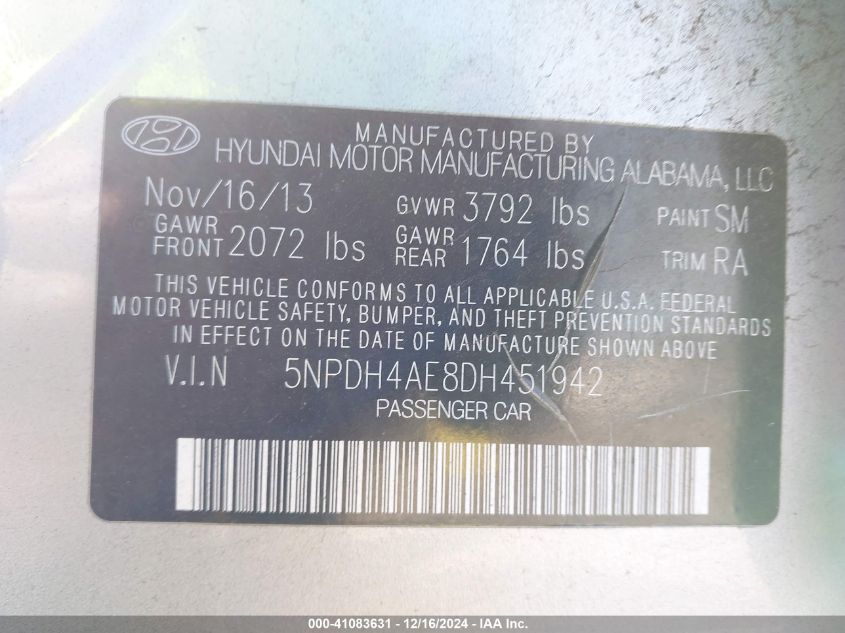 MANUFACTURED BY
HYUNDAI MOTOR MANUFACTURING ALABAMA, LLC
Nov/16/13 GVWR 3792 lbs PAINT SM
GAWR FRONT 2072 lbs GAWR REAR 1764 lbs TRIM RA
THIS VEHICLE CONFORMS TO ALL APPLICABLE U.S.A. FEDERAL
MOTOR VEHICLE SAFETY, BUMPER, AND THEFT PREVENTION STANDARDS
IN EFFECT ON THE DATE OF MANUFACTURE SHOWN ABOVE
V.I.N 5NPDH4AE8DH451942
PASSENGER CAR
000-41083631 - 12/16/2024 - IAA Inc.